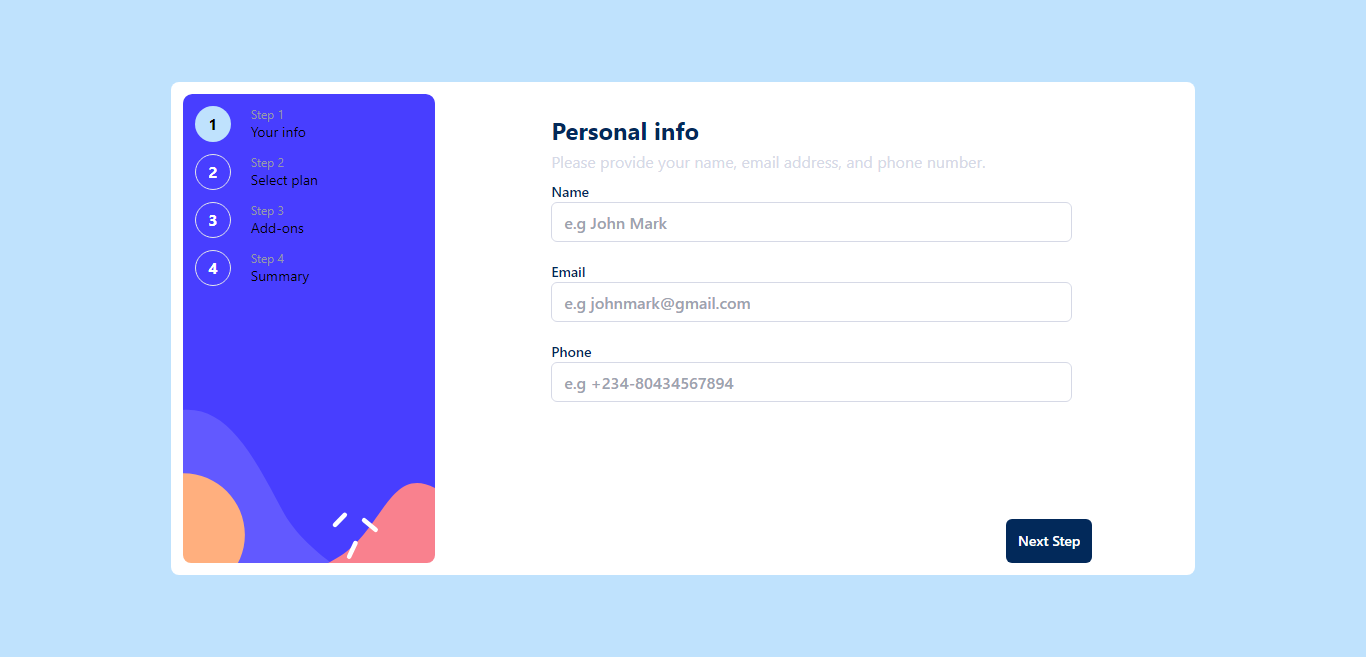 1
Step 1
Your info
2
Step 2
Select plan
3
Step 3
Add-ons
4
Step 4
Summary
Personal info
Please provide your name, email address, and phone number.
Name
e.g John Mark
Email
e.g johnmark@gmail.com
Phone
e.g +234-80434567894
Next Step